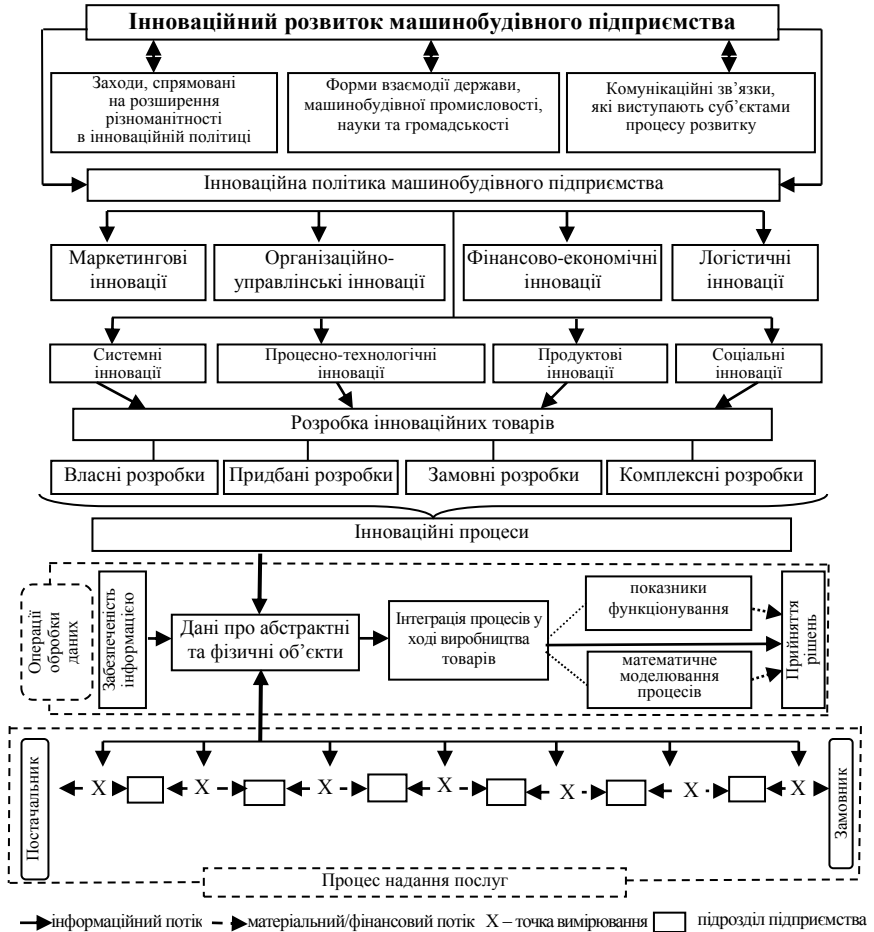 Інноваційний розвиток машинобудівного підприємства
Заходи, спрямовані
на розширення
різноманітності
в інноваційній політиці
Форми взаємодії держави,
машинобудівної промисловості,
науки та громадськості
Комунікаційні зв’язки,
які виступають суб’єктами
процесу розвитку
Інноваційна політика машинобудівного підприємства
Маркетингові
інновації
Організаційно-
управлінські інновації
Фінансово-економічні
інновації
Логістичні
інновації
Системні
інновації
Процесно-технологічні
інновації
Продуктові
інновації
Соціальні
інновації
Розробка інноваційних товарів
Власні розробки
Придбані розробки
Замовні розробки
Комплексні розробки
Інноваційні процеси
Операції
обробки
даних
Забезпеченість
інформацією
Дані про абстрактні
та фізичні об’єкти
Інтеграція процесів у
ході виробництва
товарів
показники
функціонування
математичне
моделювання
процесів
Прийняття
рішень
Постачальник
X X X X X X X
Замовник
Процес надання послуг
інформаційний потік матеріальний/фінансовий потік X – точка вимірювання підрозділ підприємства